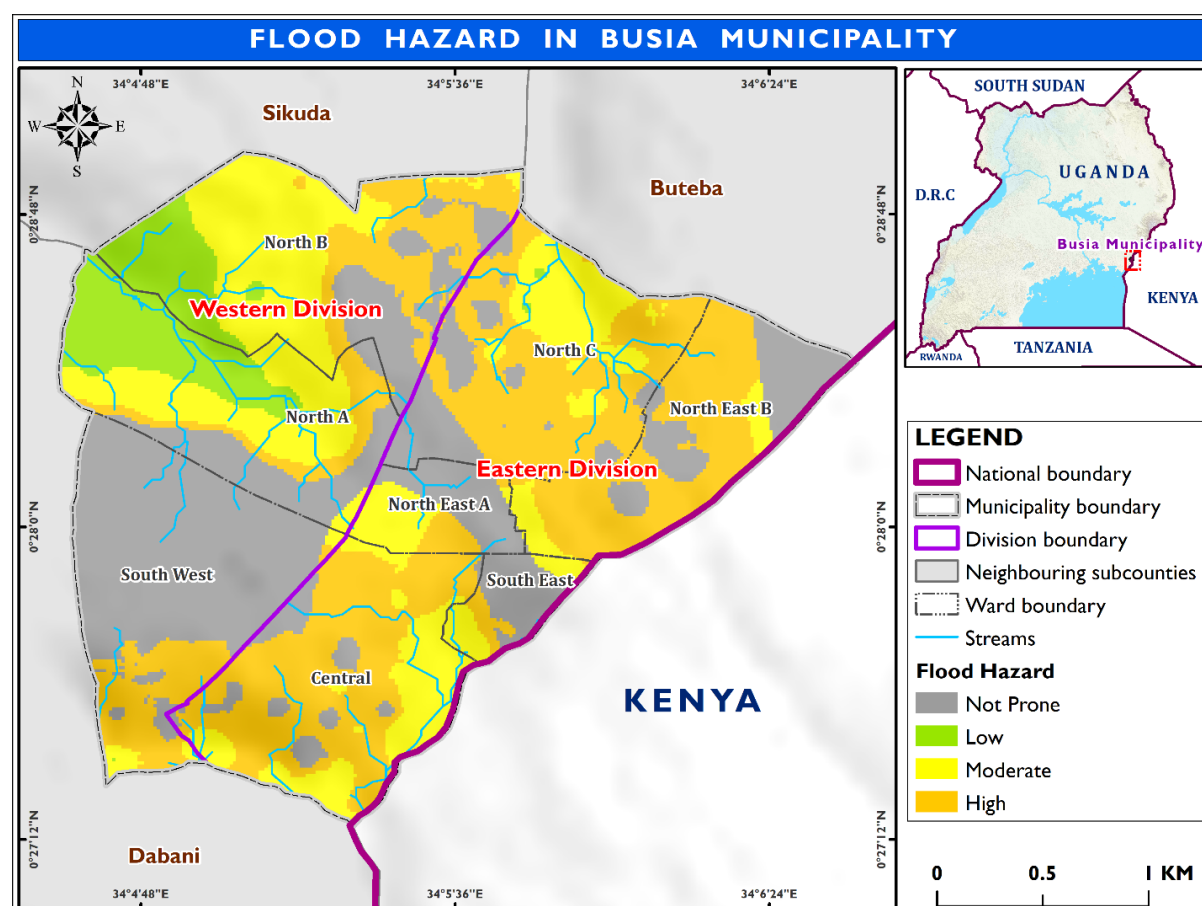 FLOOD HAZARD IN BUSIA MUNICIPALITY
34°4'48"E
34°5'36"E
34°6'24"E
N
W
E
S
Sikuda
Buteba
0°28'48"N
0°28'48"N
North B
Western Division
North C
North A
North East B
Eastern Division
North East A
0°28'0"N
0°28'0"N
South West
South East
Central
KENYA
0°27'12"N
0°27'12"N
Dabani
34°4'48"E
34°5'36"E
34°6'24"E
SOUTH SUDAN
UGANDA
D.R.C
Busia Municipality
KENYA
TANZANIA
RWANDA
LEGEND
National boundary
Municipality boundary
Division boundary
Neighbouring subcounties
Ward boundary
Streams
Flood Hazard
Not Prone
Low
Moderate
High
0 0.5 1 KM